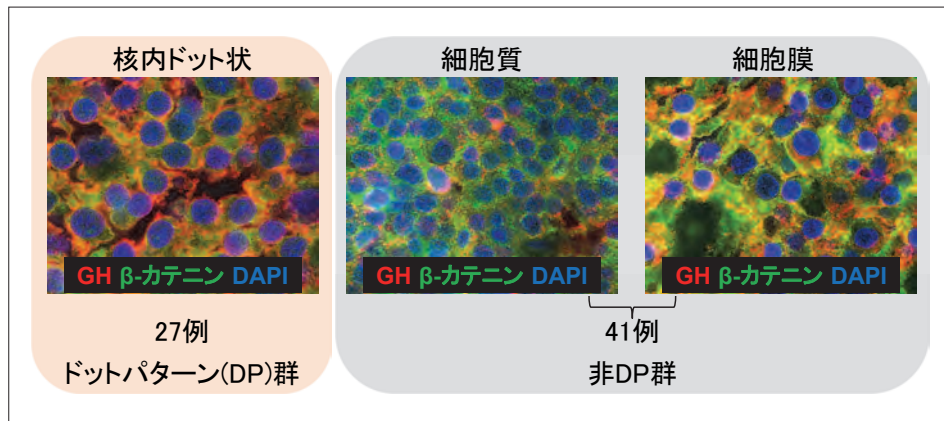 核内ドット状
細胞質
細胞膜
GH β-カテニン DAPI
GH β-カテニン DAPI
GH β-カテニン DAPI
27例
41例
ドットパターン(DP)群
非DP群